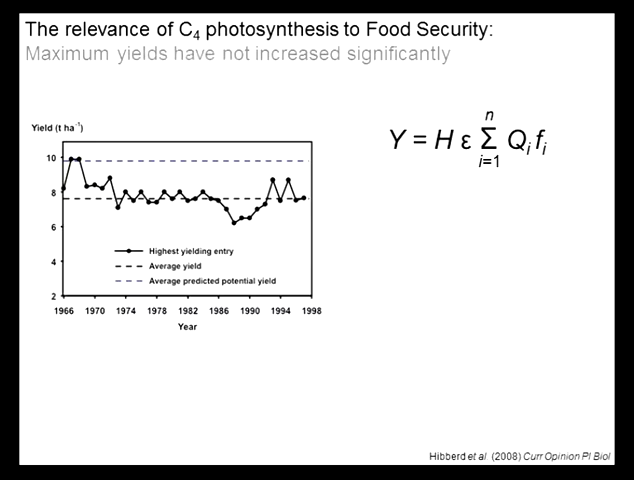 The relevance of C₄ photosynthesis to Food Security:
Maximum yields have not increased significantly
Yield (t ha⁻¹)
10
8
6
4
2
Highest yielding entry
Average yield
Average predicted potential yield
1966 1970 1974 1978 1982 1986 1990 1994 1998
Year
Y = H ε Σ Qᵢ fᵢ
n
i=1
Hibberd et al (2008) Curr Opinion Pl Biol